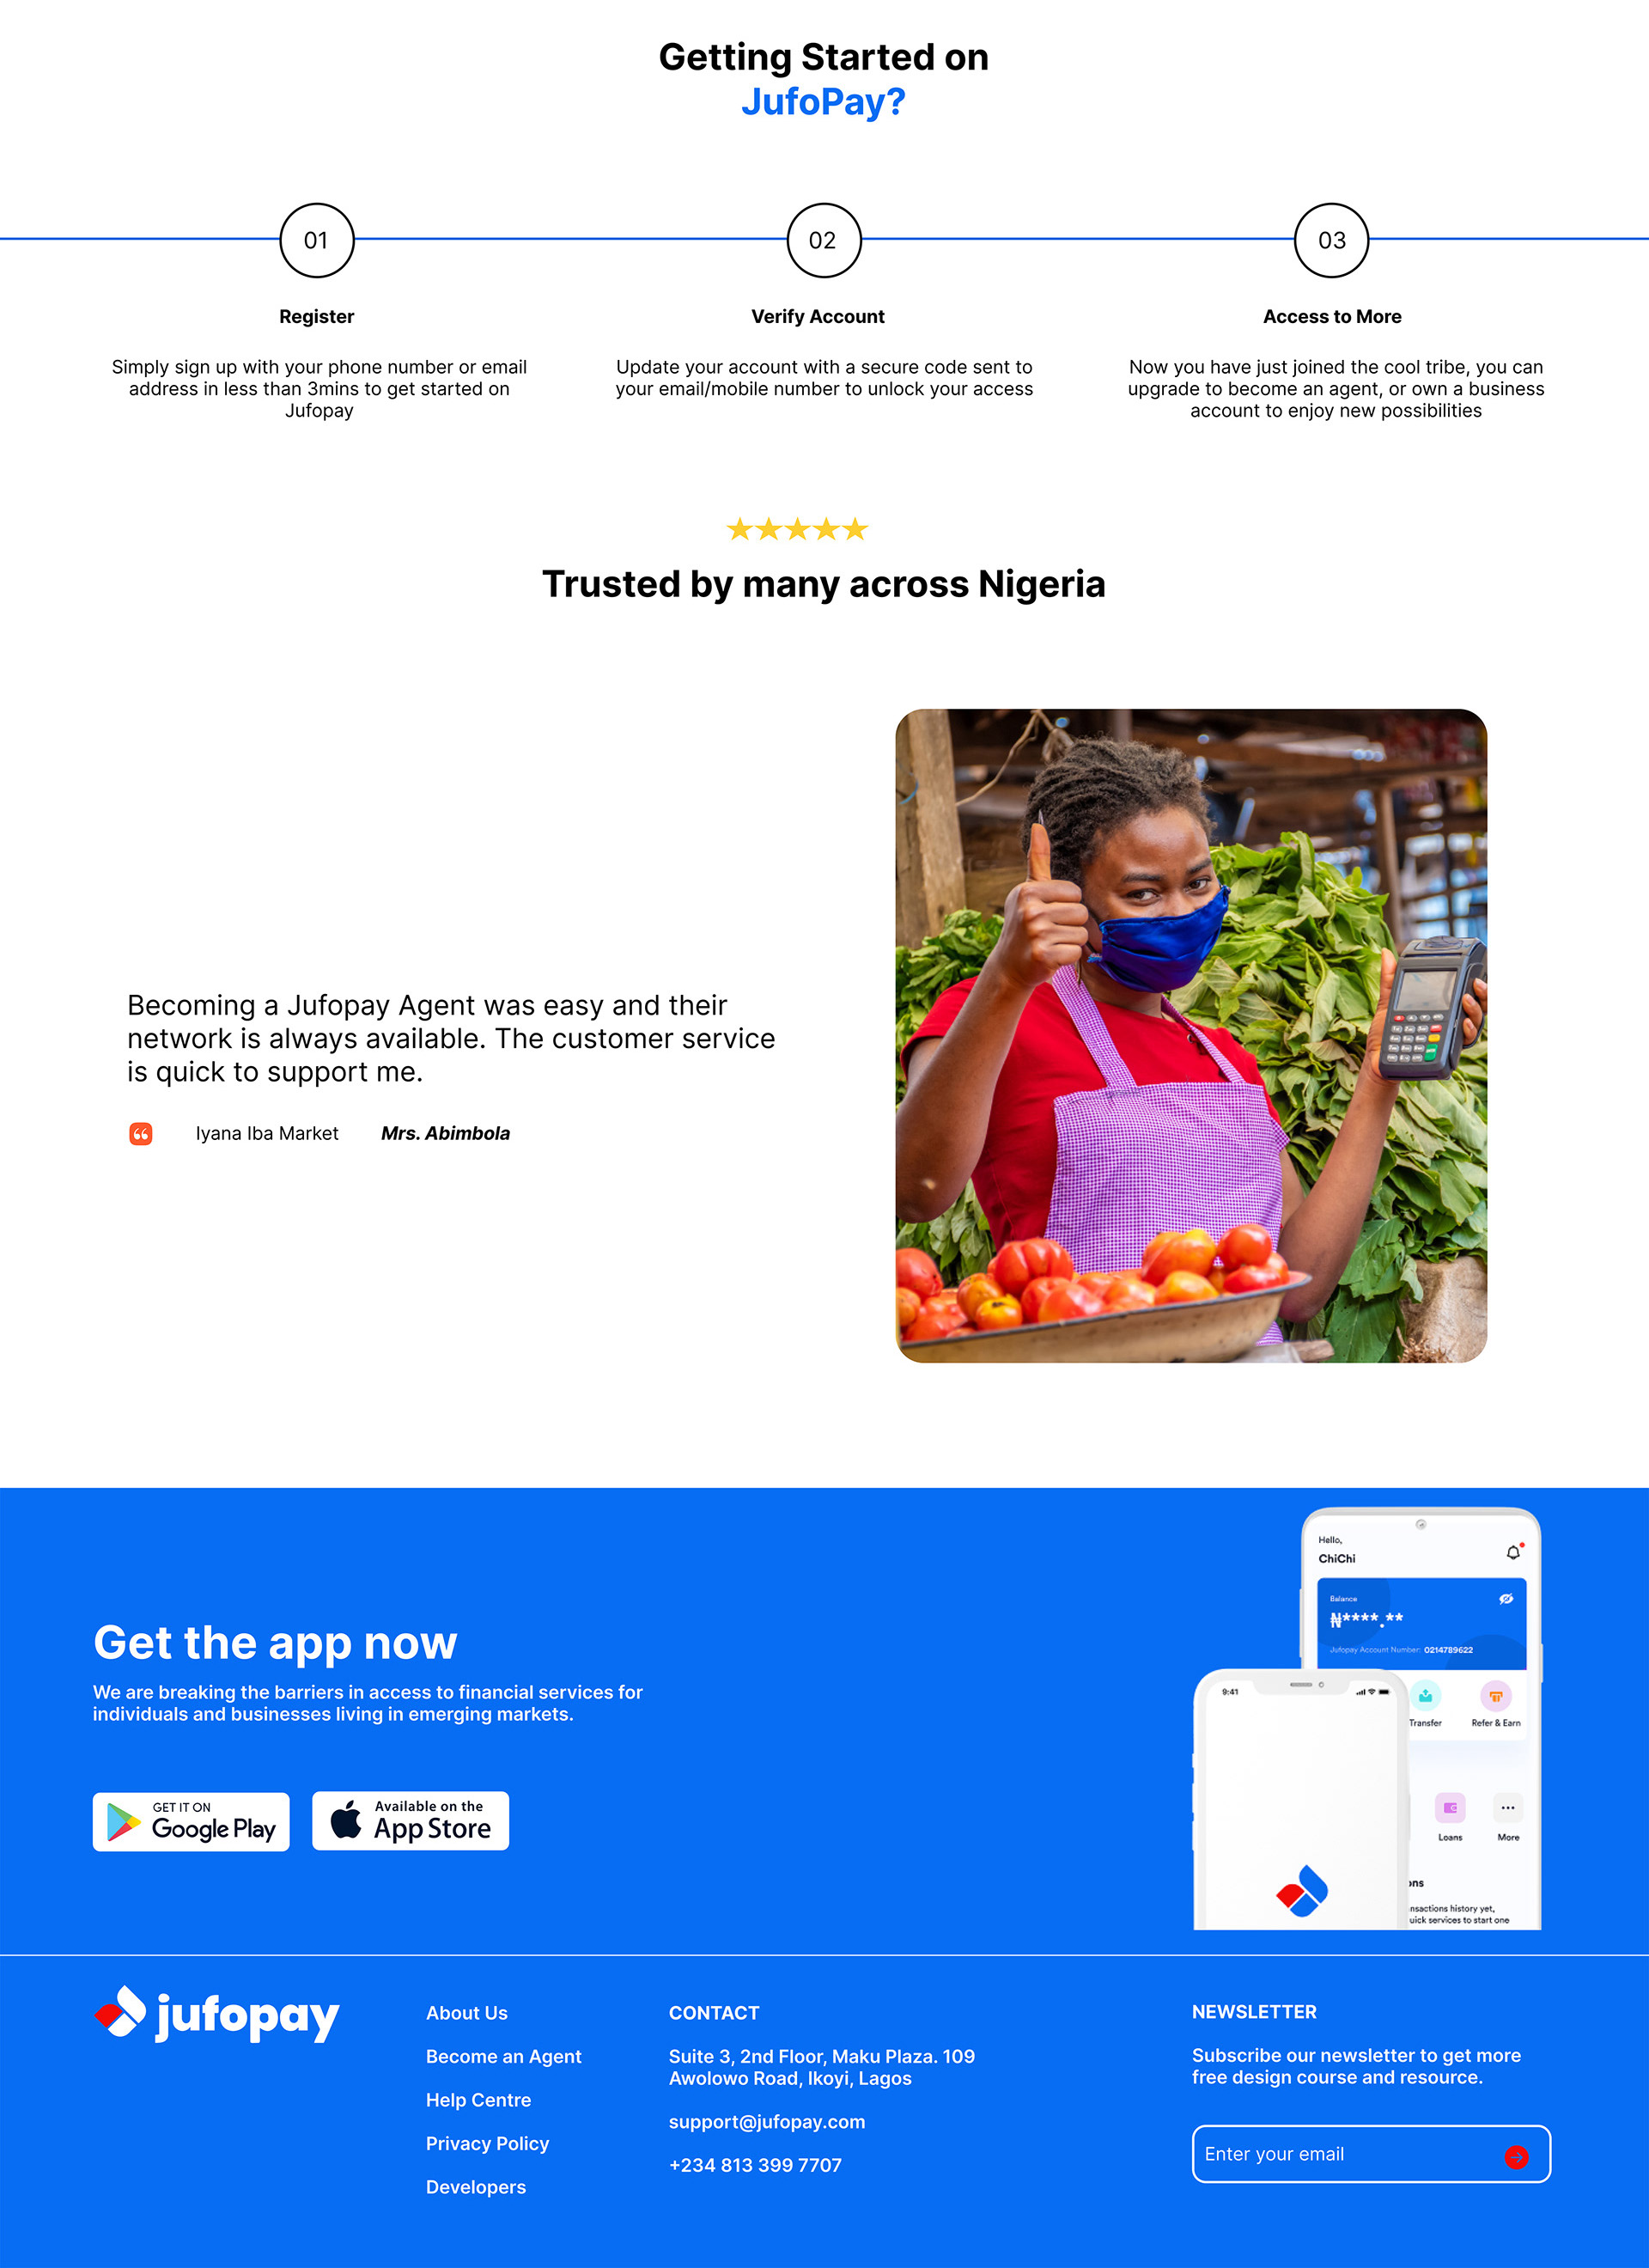 Getting Started on
JufoPay?
01
02
03
Register
Verify Account
Access to More
Simply sign up with your phone number or email
address in less than 3mins to get started on
Jufopay
Update your account with a secure code sent to
your email/mobile number to unlock your access
Now you have just joined the cool tribe, you can
upgrade to become an agent, or own a business
account to enjoy new possibilities
Trusted by many across Nigeria
Becoming a Jufopay Agent was easy and their
network is always available. The customer service
is quick to support me.
Iyana Iba Market
Mrs. Abimbola
Get the app now
We are breaking the barriers in access to financial services for
individuals and businesses living in emerging markets.
GET IT ON
Google Play
Available on the
App Store
Hello,
ChiChi
Balance
₦****.**
Jufopay Account Number: 0214789622
9:41
Transfer
Refer & Earn
Loans
More
ons
nsactions history yet,
uick services to start one
jufopay
About Us
Become an Agent
Help Centre
Privacy Policy
Developers
CONTACT
Suite 3, 2nd Floor, Maku Plaza. 109
Awolowo Road, Ikoyi, Lagos
support@jufopay.com
+234 813 399 7707
NEWSLETTER
Subscribe our newsletter to get more
free design course and resource.
Enter your email